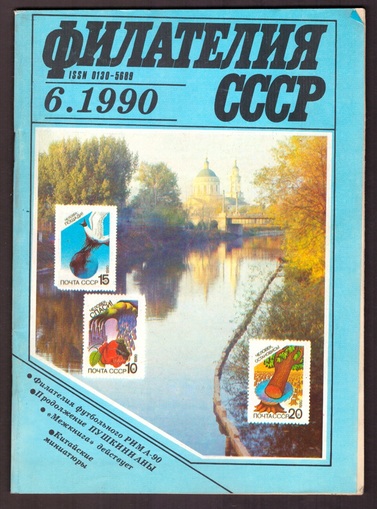 ФИЛАТЕЛИЯ
СССР
ISSN 0130-5689
6.1990
ПОЧТА СССР 15
ПОЧТА СССР 10
ПОЧТА СССР 20
• Филателия футбольного РИМА-90
• Продолжение ПУШКИНИАНЫ
• «Межкнига» действует
• Китайские
миниатюры